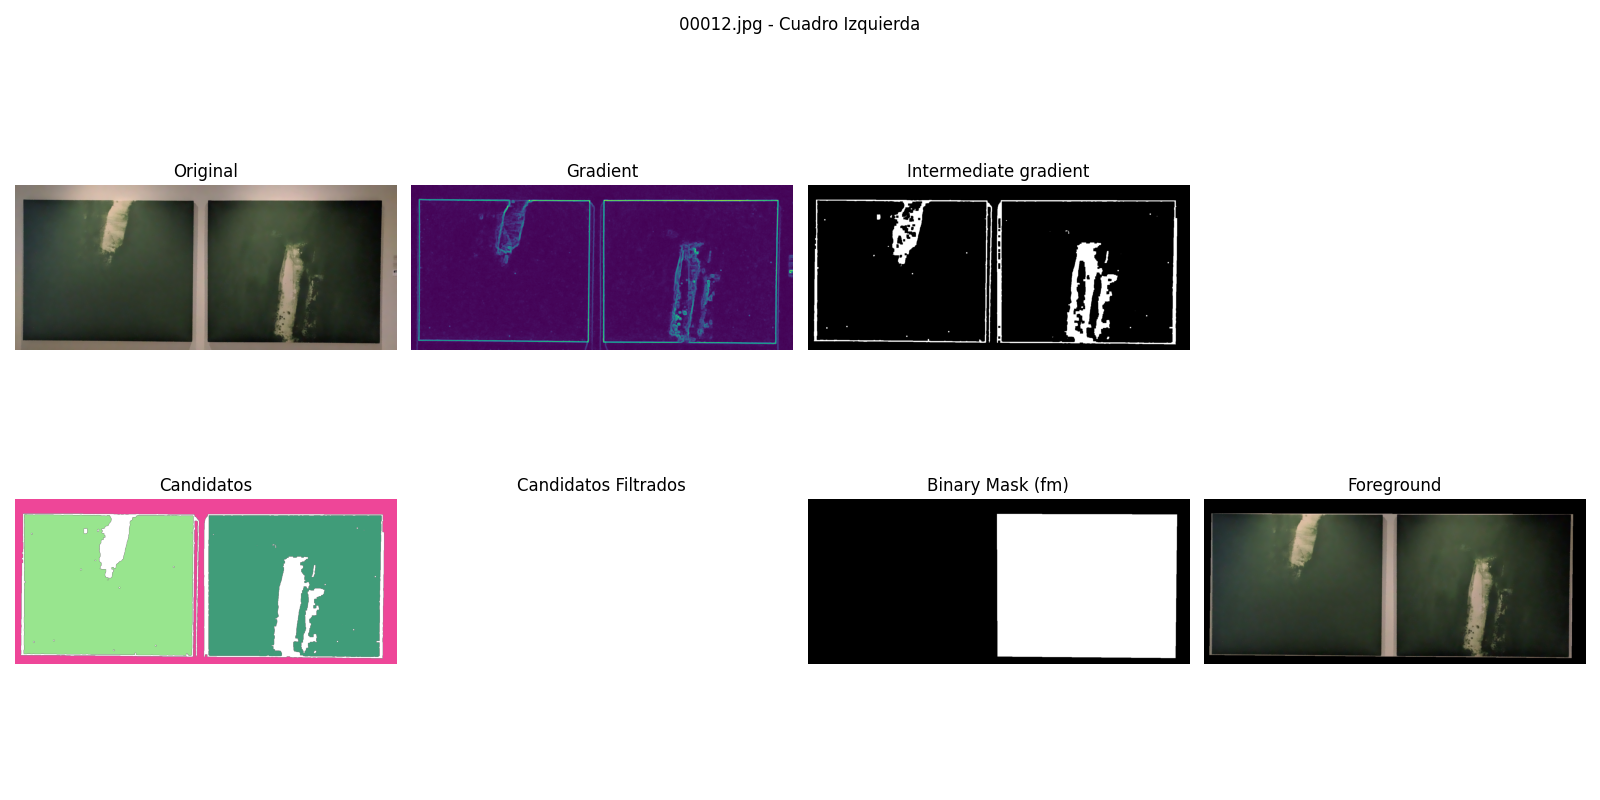 00012.jpg - Cuadro Izquierda
Original
Gradient
Intermediate gradient
Candidatos
Candidatos Filtrados
Binary Mask (fm)
Foreground